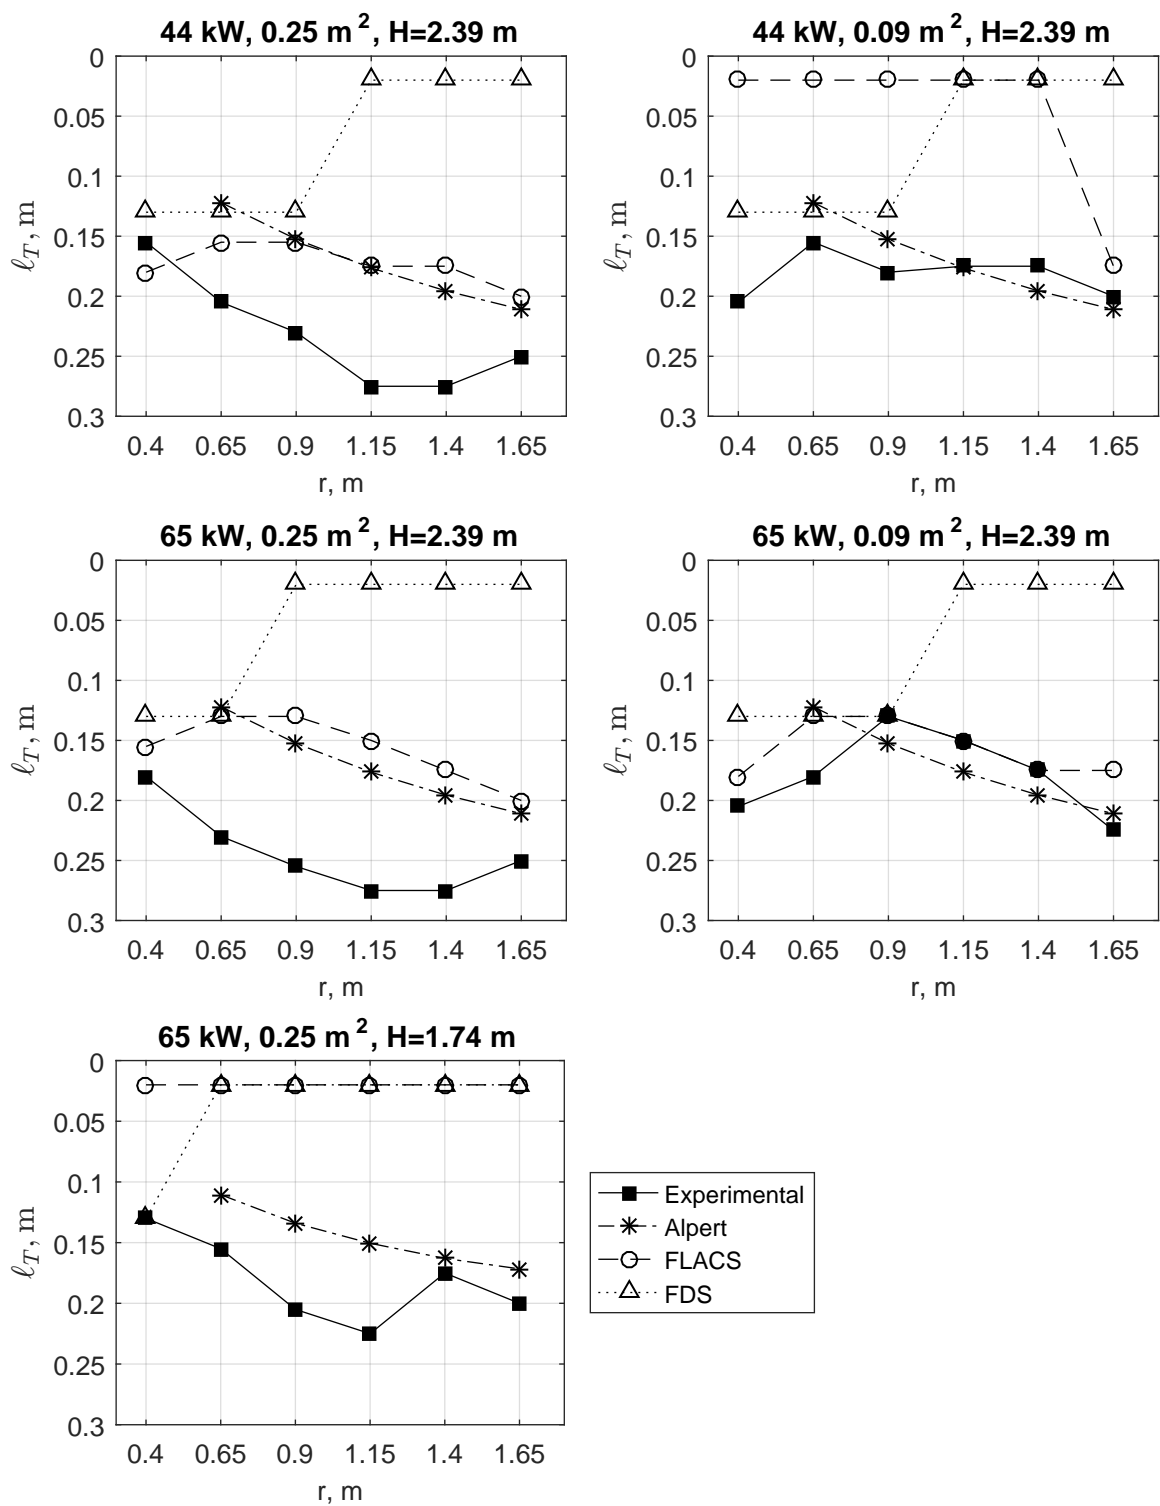 44 kW, 0.25 m², H=2.39 m
0
0.05
0.1
0.15
0.2
0.25
0.3
ℓ_T, m
0.4 0.65 0.9 1.15 1.4 1.65
r, m
44 kW, 0.09 m², H=2.39 m
0
0.05
0.1
0.15
0.2
0.25
0.3
ℓ_T, m
0.4 0.65 0.9 1.15 1.4 1.65
r, m
65 kW, 0.25 m², H=2.39 m
0
0.05
0.1
0.15
0.2
0.25
0.3
ℓ_T, m
0.4 0.65 0.9 1.15 1.4 1.65
r, m
65 kW, 0.09 m², H=2.39 m
0
0.05
0.1
0.15
0.2
0.25
0.3
ℓ_T, m
0.4 0.65 0.9 1.15 1.4 1.65
r, m
65 kW, 0.25 m², H=1.74 m
0
0.05
0.1
0.15
0.2
0.25
0.3
ℓ_T, m
0.4 0.65 0.9 1.15 1.4 1.65
r, m
Experimental
Alpert
FLACS
FDS